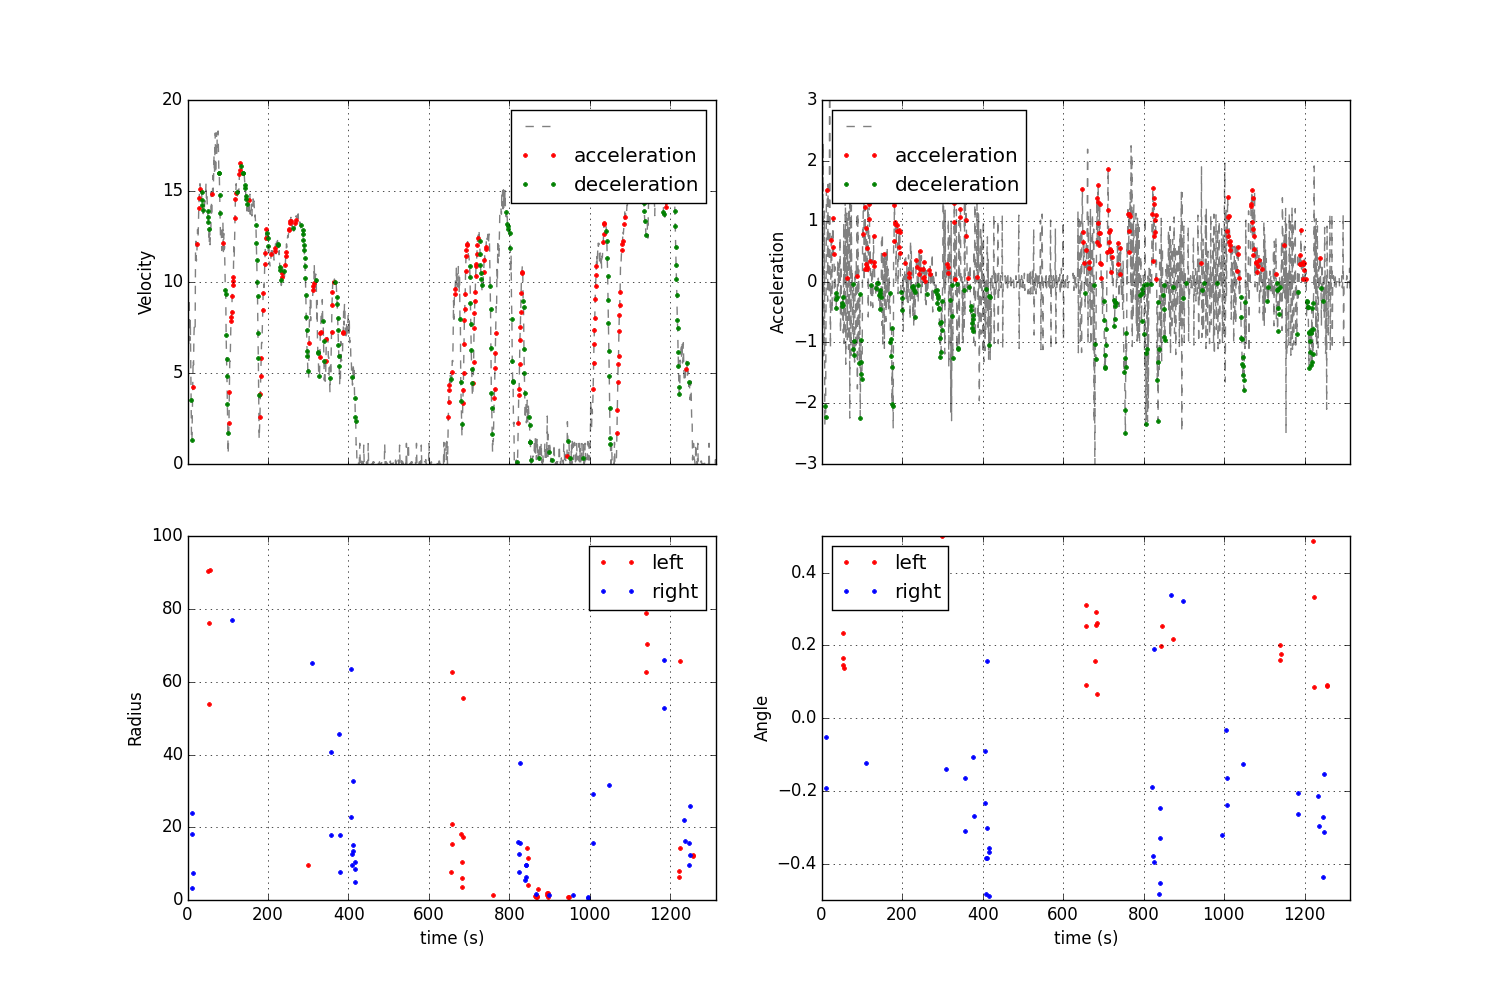 20
15
10
5
0
Velocity
acceleration
deceleration
3
2
1
0
−1
−2
−3
Acceleration
acceleration
deceleration
100
80
60
40
20
0
Radius
left
right
0 200 400 600 800 1000 1200
time (s)
0.4
0.2
0.0
−0.2
−0.4
Angle
left
right
0 200 400 600 800 1000 1200
time (s)